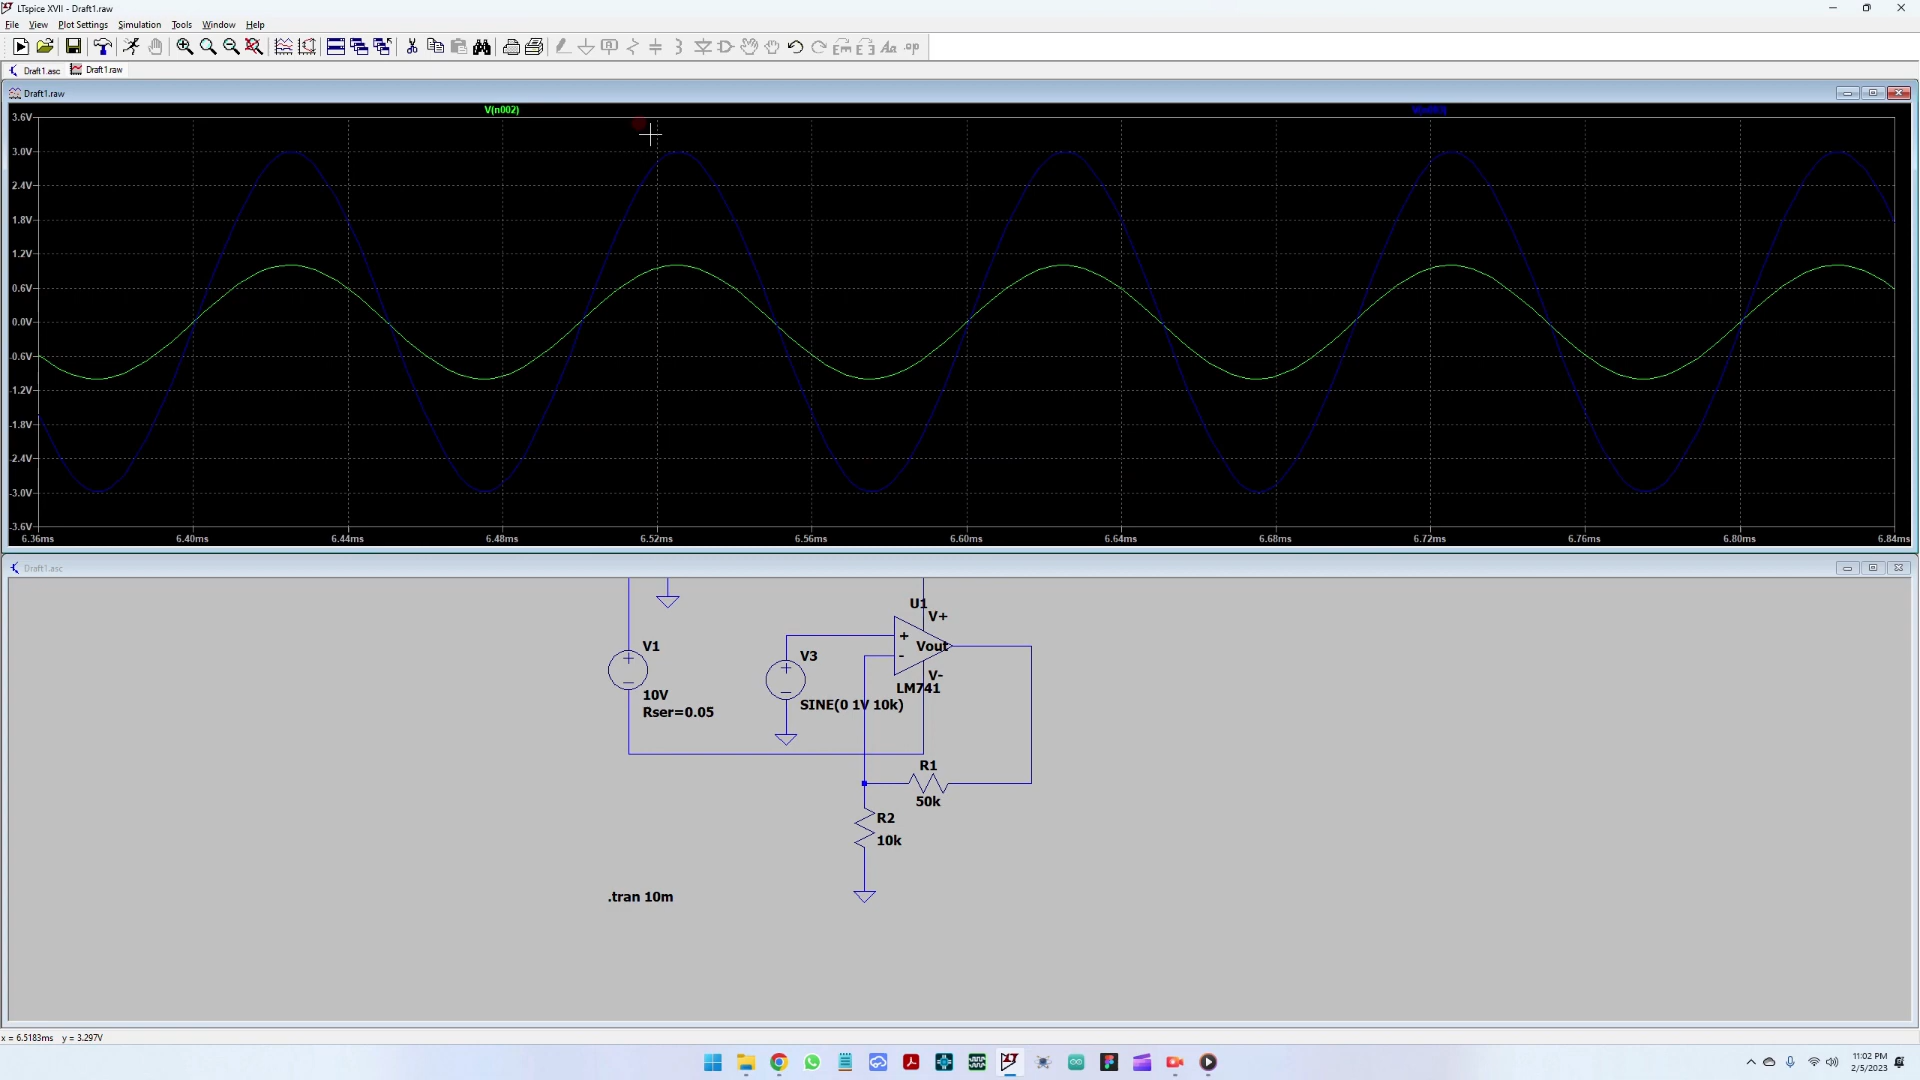 LTspice XVII - Draft1.raw
File View Plot Settings Simulation Tools Window Help
Draft1.asc Draft1.raw
Draft1.raw
V(n002)
3.6V
3.0V
2.4V
1.8V
1.2V
0.6V
0.0V
-0.6V
-1.2V
-1.8V
-2.4V
-3.0V
-3.6V
6.36ms 6.40ms 6.44ms 6.48ms 6.52ms 6.56ms 6.60ms 6.64ms 6.68ms 6.72ms 6.76ms 6.80ms 6.84ms
Draft1.asc
U1
V+
+
Vout
-
V-
LM741
V1
+
10V
Rser=0.05
V3
+
SINE(0 1V 10k)
R1
50k
R2
10k
.tran 10m
x = 6.5183ms y = 3.297V
11:02 PM
2/5/2023